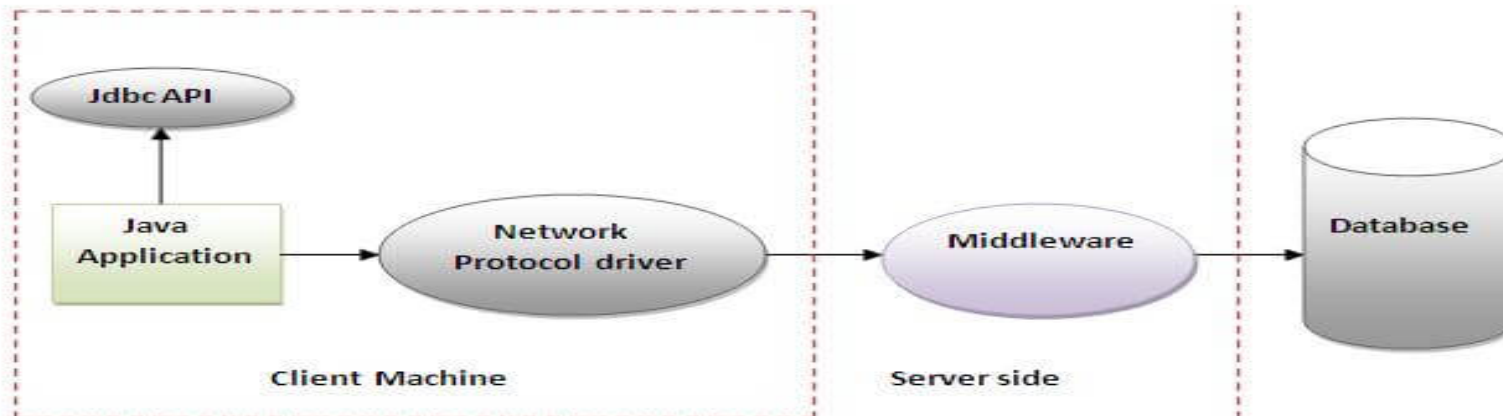 Jdbc API
Java
Application
Network
Protocol driver
Middleware
Database
Client Machine
Server side